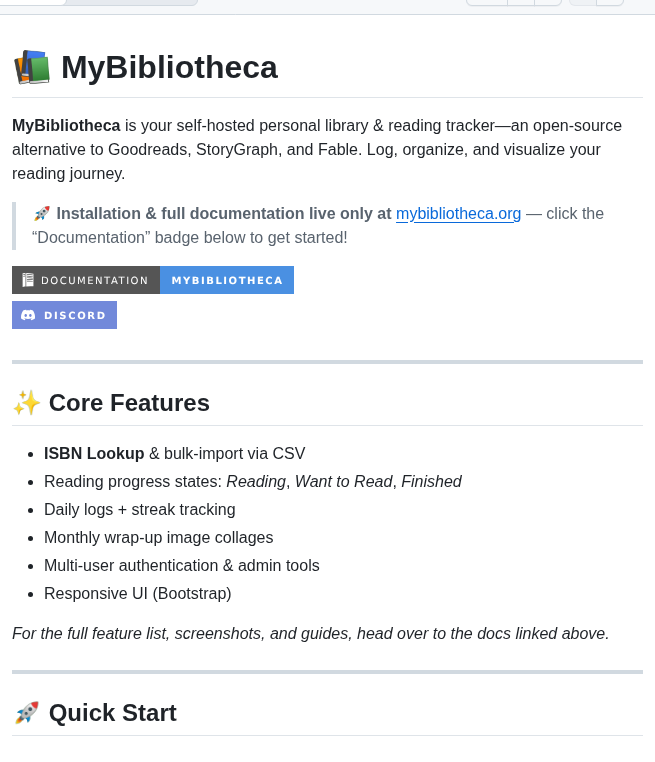 📚 MyBibliotheca
MyBibliotheca is your self-hosted personal library & reading tracker—an open-source
alternative to Goodreads, StoryGraph, and Fable. Log, organize, and visualize your
reading journey.
🚀 Installation & full documentation live only at mybibliotheca.org — click the
“Documentation” badge below to get started!
DOCUMENTATION MYBIBLIOTHECA
DISCORD
✨ Core Features
• ISBN Lookup & bulk-import via CSV
• Reading progress states: Reading, Want to Read, Finished
• Daily logs + streak tracking
• Monthly wrap-up image collages
• Multi-user authentication & admin tools
• Responsive UI (Bootstrap)
For the full feature list, screenshots, and guides, head over to the docs linked above.
🚀 Quick Start